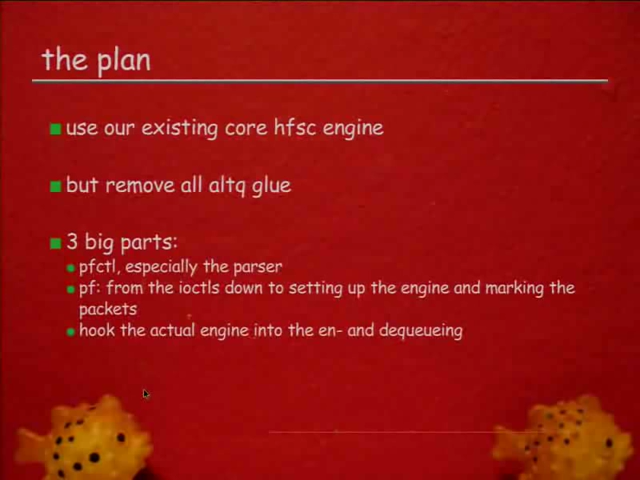 the plan
use our existing core hfsc engine
but remove all altq glue
3 big parts:
pfctl, especially the parser
pf: from the ioctls down to setting up the engine and marking the
packets
hook the actual engine into the en- and dequeueing